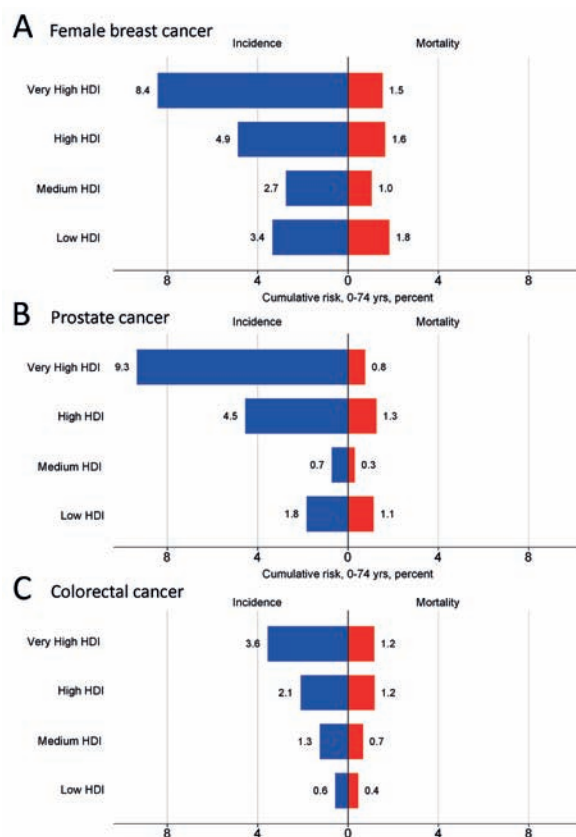 A Female breast cancer
Incidence Mortality
Very High HDI 8.4 1.5
High HDI 4.9 1.6
Medium HDI 2.7 1.0
Low HDI 3.4 1.8
8 4 0 4 8
Cumulative risk, 0-74 yrs, percent
B Prostate cancer
Incidence Mortality
Very High HDI 9.3 0.8
High HDI 4.5 1.3
Medium HDI 0.7 0.3
Low HDI 1.8 1.1
8 4 0 4 8
Cumulative risk, 0-74 yrs, percent
C Colorectal cancer
Incidence Mortality
Very High HDI 3.6 1.2
High HDI 2.1 1.2
Medium HDI 1.3 0.7
Low HDI 0.6 0.4
8 4 0 4 8